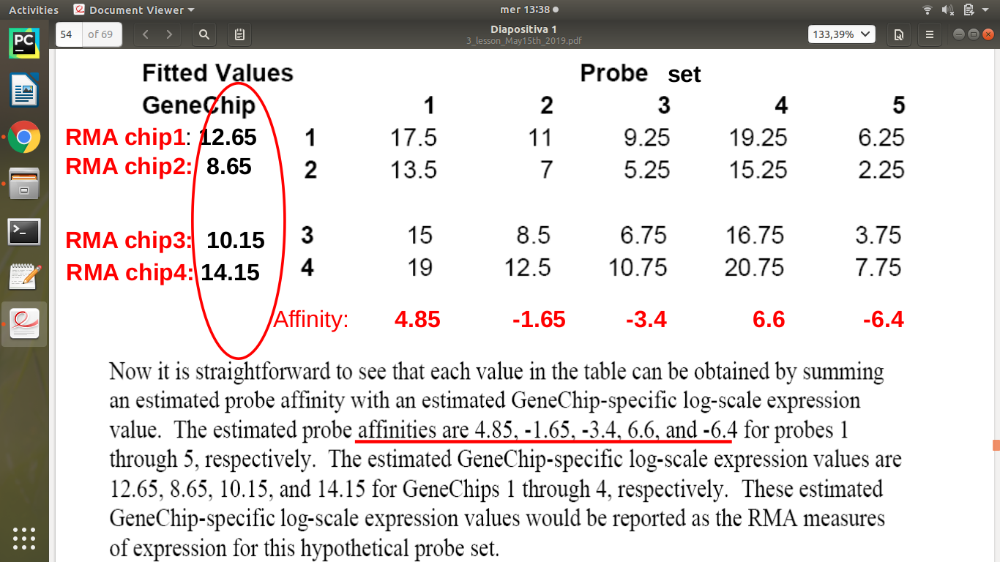 Activities Document Viewer mer 13:38
54 of 69 Diapositiva 1 133,39%
3_lesson_May15th_2019.pdf
PC
Fitted Values Probe set
GeneChip 1 2 3 4 5
RMA chip1: 12.65 1 17.5 11 9.25 19.25 6.25
RMA chip2: 8.65 2 13.5 7 5.25 15.25 2.25
RMA chip3: 10.15 3 15 8.5 6.75 16.75 3.75
RMA chip4: 14.15 4 19 12.5 10.75 20.75 7.75
Affinity: 4.85 -1.65 -3.4 6.6 -6.4
Now it is straightforward to see that each value in the table can be obtained by summing
an estimated probe affinity with an estimated GeneChip-specific log-scale expression
value. The estimated probe affinities are 4.85, -1.65, -3.4, 6.6, and -6.4 for probes 1
through 5, respectively. The estimated GeneChip-specific log-scale expression values are
12.65, 8.65, 10.15, and 14.15 for GeneChips 1 through 4, respectively. These estimated
GeneChip-specific log-scale expression values would be reported as the RMA measures
of expression for this hypothetical probe set.